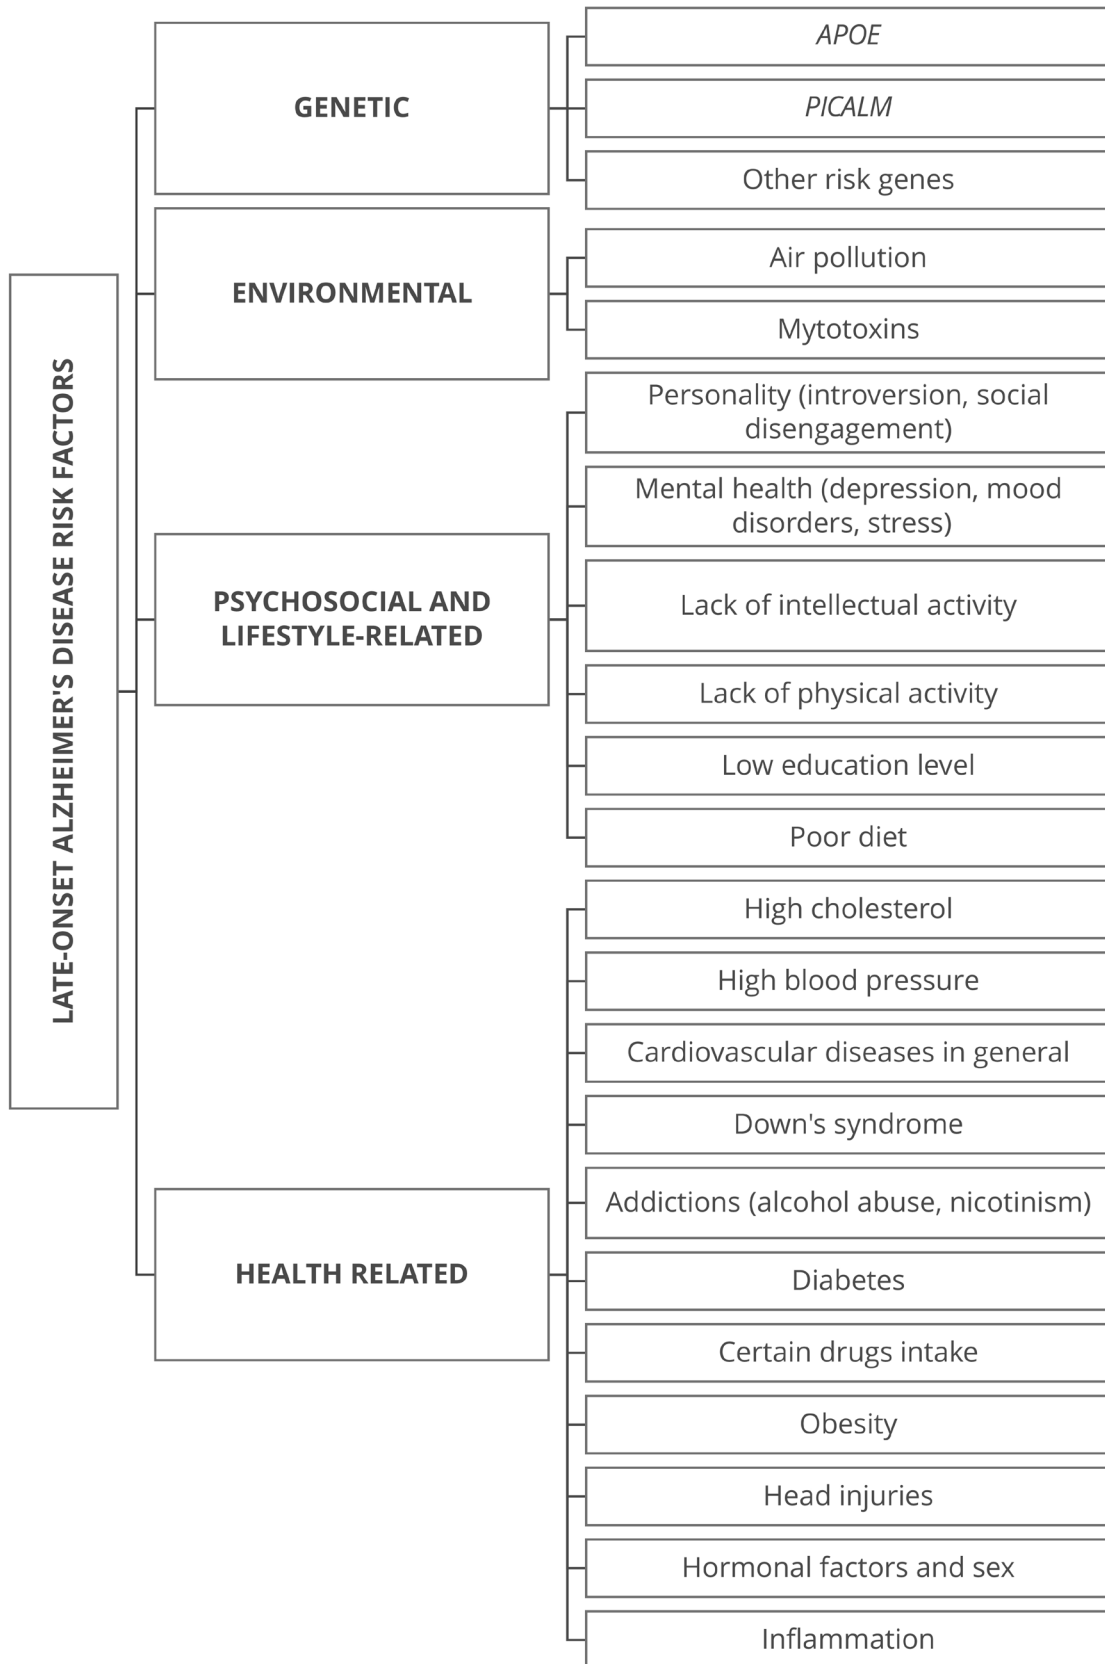 LATE-ONSET ALZHEIMER'S DISEASE RISK FACTORS
GENETIC
APOE
PICALM
Other risk genes
ENVIRONMENTAL
Air pollution
Mytotoxins
PSYCHOSOCIAL AND
LIFESTYLE-RELATED
Personality (introversion, social
disengagement)
Mental health (depression, mood
disorders, stress)
Lack of intellectual activity
Lack of physical activity
Low education level
Poor diet
HEALTH RELATED
High cholesterol
High blood pressure
Cardiovascular diseases in general
Down's syndrome
Addictions (alcohol abuse, nicotinism)
Diabetes
Certain drugs intake
Obesity
Head injuries
Hormonal factors and sex
Inflammation